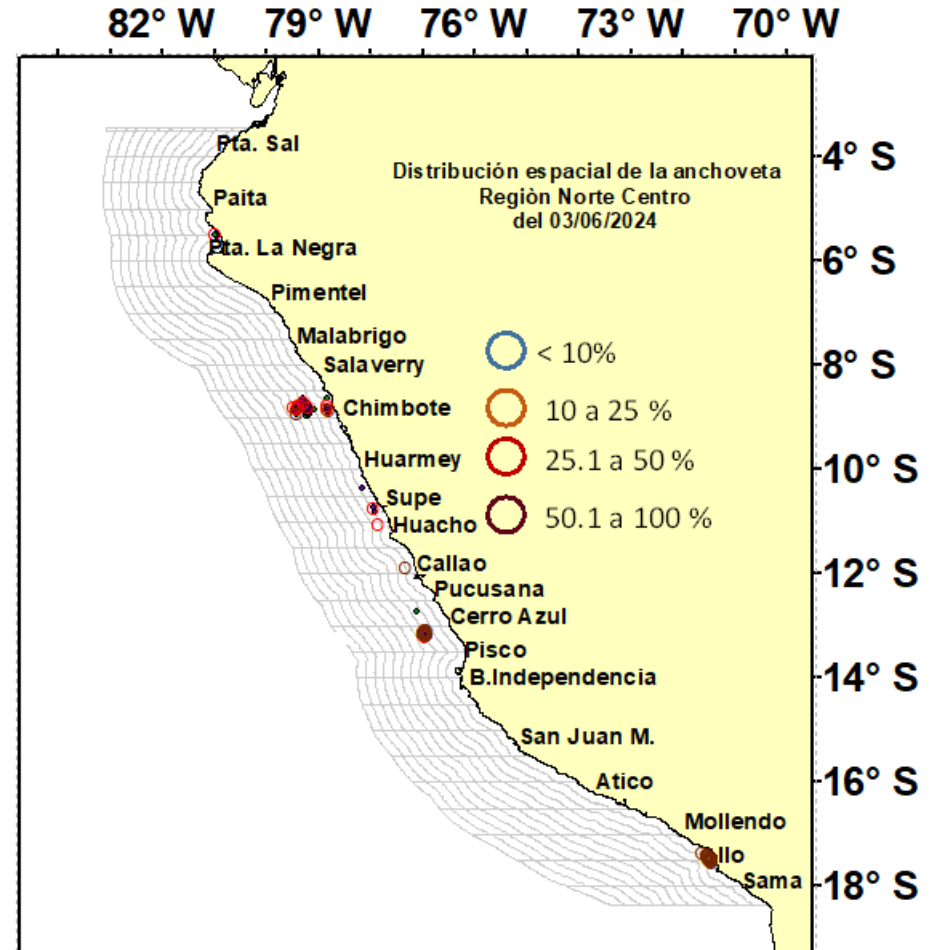 82° W 79° W 76° W 73° W 70° W
Pta. Sal
4° S
Distribución espacial de la anchoveta
Regiòn Norte Centro
del 03/06/2024
Paita
Pta. La Negra
6° S
Pimentel
Malabrigo
< 10%
Salaverry
8° S
Chimbote
10 a 25 %
Huarmey
25.1 a 50 %
10° S
Supe
Huacho
50.1 a 100 %
Callao
12° S
Pucusana
Cerro Azul
Pisco
B.Independencia
14° S
San Juan M.
Atico
16° S
Mollendo
Ilo
Sama
18° S